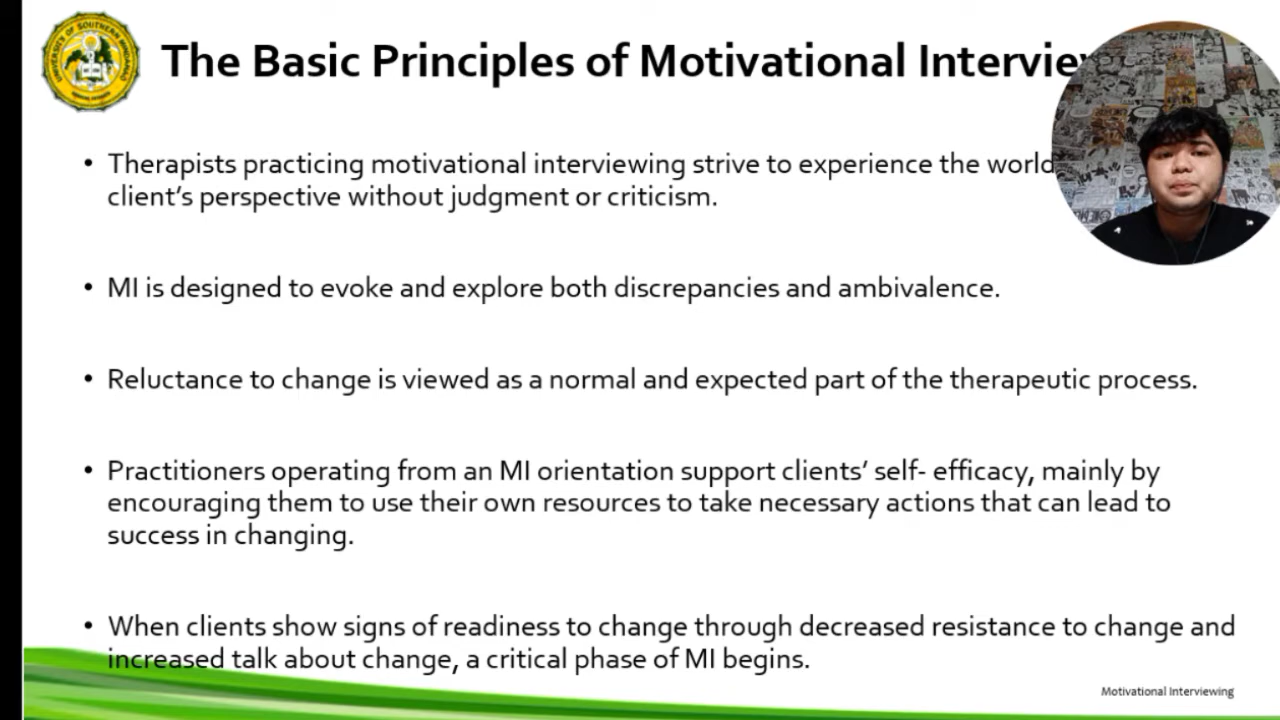 The Basic Principles of Motivational
• Therapists practicing motivational interviewing strive to experience the world
client's perspective without judgment or criticism.
• MI is designed to evoke and explore both discrepancies and ambivalence.
• Reluctance to change is viewed as a normal and expected part of the therapeutic process.
• Practitioners operating from an MI orientation support clients' self- efficacy, mainly by
encouraging them to use their own resources to take necessary actions that can lead to
success in changing.
• When clients show signs of readiness to change through decreased resistance to change and
increased talk about change, a critical phase of MI begins.
Motivational Interviewing
UNIVERSITY OF SOUTHERN MINDANAO